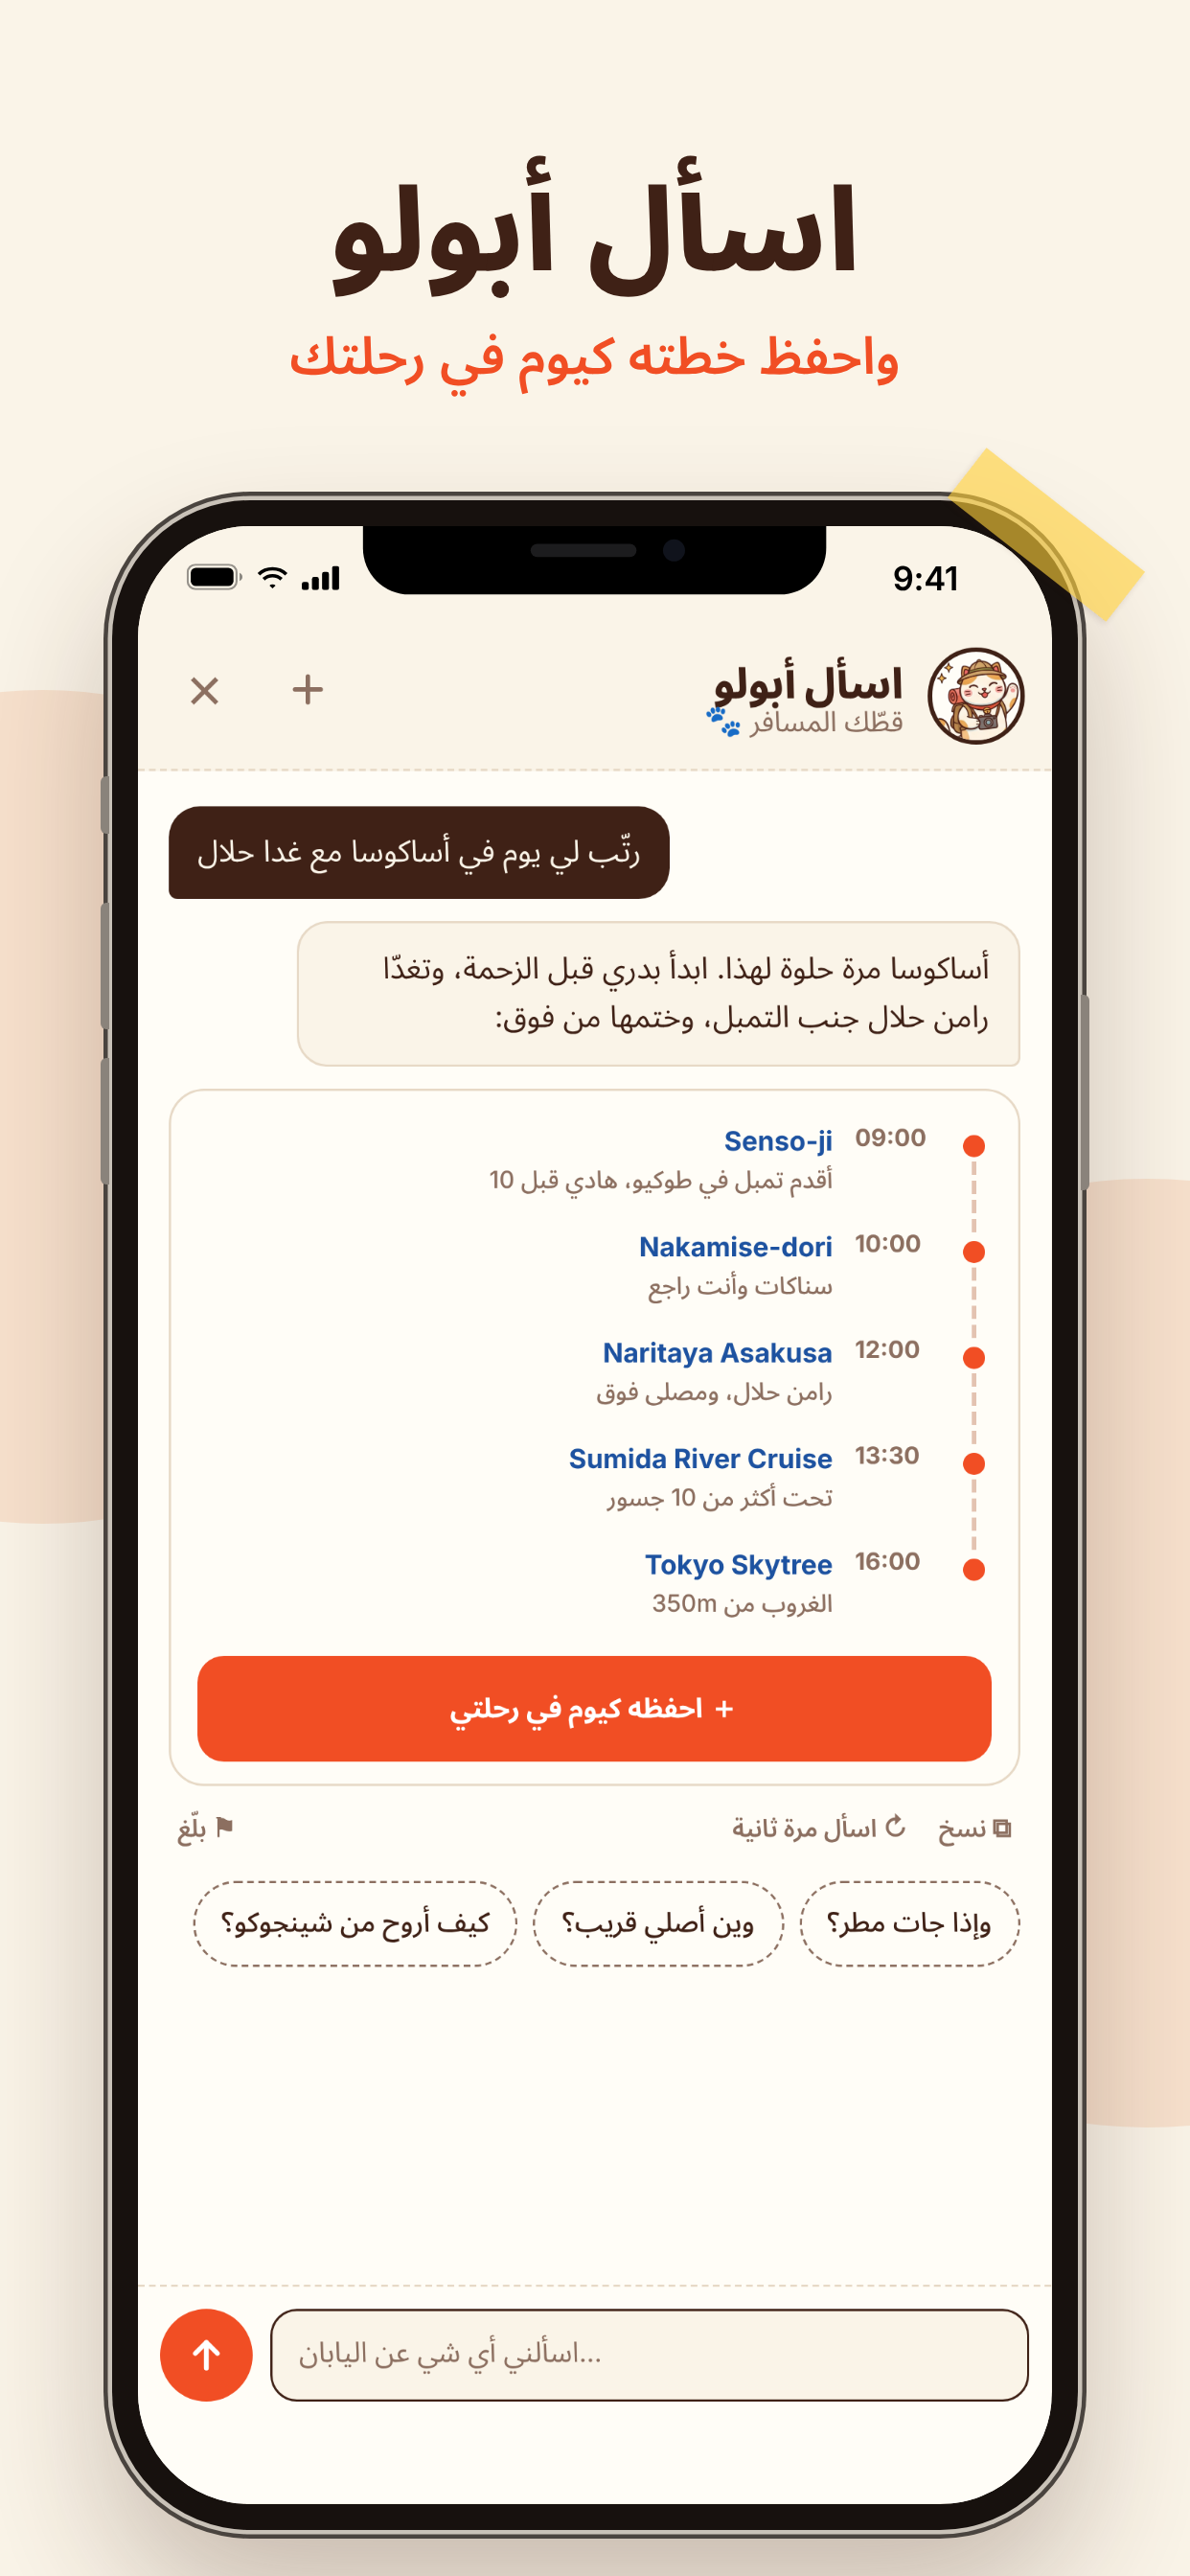 اسأل أبولو
واحفظ خطته كيوم في رحلتك
9:41
اسأل أبولو
قطّك المسافر 🐾
رتّب لي يوم في أساكوسا مع غدا حلال
أساكوسا مرة حلوة لهذا. ابدأ بدري قبل الزحمة، وتغدّا
رامن حلال جنب التمبل، وختمها من فوق:
09:00 Senso-ji
أقدم تمبل في طوكيو، هادي قبل 10
10:00 Nakamise-dori
سناكات وأنت راجع
12:00 Naritaya Asakusa
رامن حلال، ومصلى فوق
13:30 Sumida River Cruise
تحت أكثر من 10 جسور
16:00 Tokyo Skytree
الغروب من 350m
+ احفظه كيوم في رحلتي
⧉ نسخ ↻ اسأل مرة ثانية ⚑ بلّغ
وإذا جات مطر؟ وين أصلي قريب؟ كيف أروح من شينجوكو؟
اسألني أي شي عن اليابان...